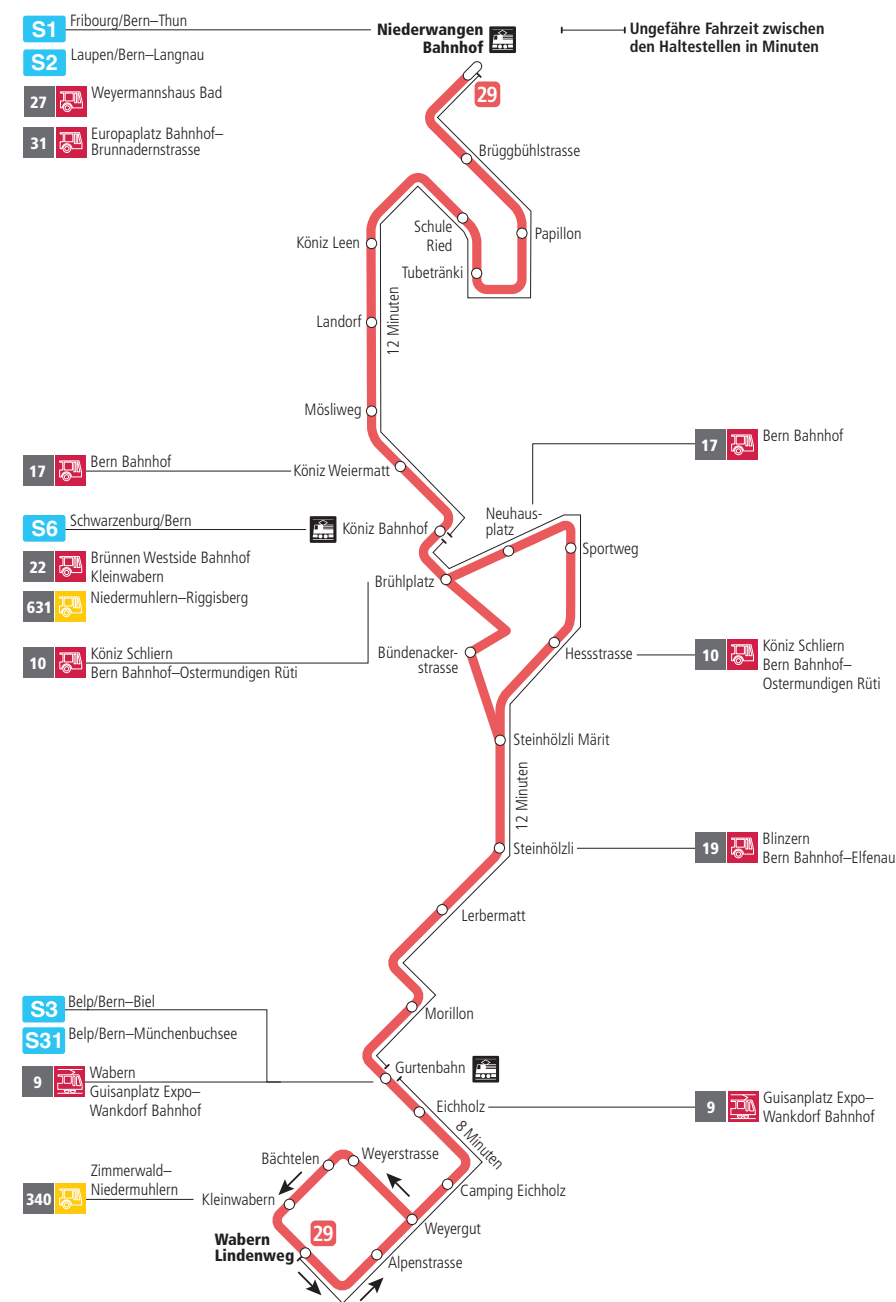 S1 Fribourg/Bern–Thun
S2 Laupen/Bern–Langnau
27 Weyermannshaus Bad
31 Europaplatz Bahnhof–
Brunnadernstrasse
Niederwangen
Bahnhof
Ungefähre Fahrzeit zwischen
den Haltestellen in Minuten
29
Brüggbühlstrasse
Papillon
Schule
Ried
Tubetränki
Köniz Leen
12 Minuten
Landorf
Mösliweg
17 Bern Bahnhof
Köniz Weiermatt
17 Bern Bahnhof
S6 Schwarzenburg/Bern
22 Brünnen Westside Bahnhof
Kleinwabern
631 Niedermuhlern–Riggisberg
10 Köniz Schliern
Bern Bahnhof–Ostermundigen Rüti
Köniz Bahnhof
Neuhaus-
platz
Sportweg
Brühlplatz
Bündenacker-
strasse
Hessstrasse
10 Köniz Schliern
Bern Bahnhof–
Ostermundigen Rüti
Steinhölzli Märit
12 Minuten
Steinhölzli
19 Blinzern
Bern Bahnhof–Elfenau
Lerbermatt
Morillon
S3 Belp/Bern–Biel
S31 Belp/Bern–Münchenbuchsee
9 Wabern
Guisanplatz Expo–
Wankdorf Bahnhof
Gurtenbahn
Eichholz
9 Guisanplatz Expo–
Wankdorf Bahnhof
8 Minuten
Bächtelen
Weyerstrasse
Camping Eichholz
340 Zimmerwald–
Niedermuhlern
Kleinwabern
Weyergut
29
Wabern
Lindenweg
Alpenstrasse